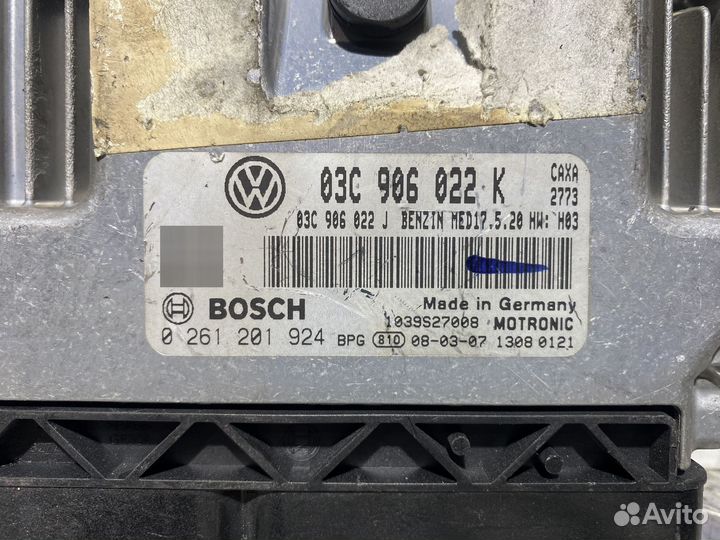 03C 906 022 K
CAXA
2773
03C 906 022 J BENZIN MED17.5.20 HW: H03
BOSCH
Made in Germany
1039S27008 MOTRONIC
0 261 201 924 BPG 810 08-03-07 1308 0121
Avito